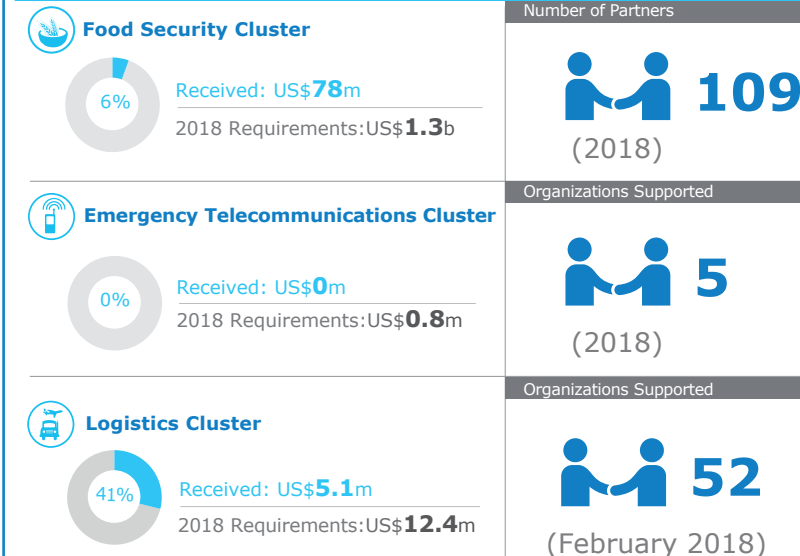 Food Security Cluster
6%
Received: US$78m
2018 Requirements:US$1.3b
Number of Partners
109
(2018)
Emergency Telecommunications Cluster
0%
Received: US$0m
2018 Requirements:US$0.8m
Organizations Supported
5
(2018)
Logistics Cluster
41%
Received: US$5.1m
2018 Requirements:US$12.4m
Organizations Supported
52
(February 2018)